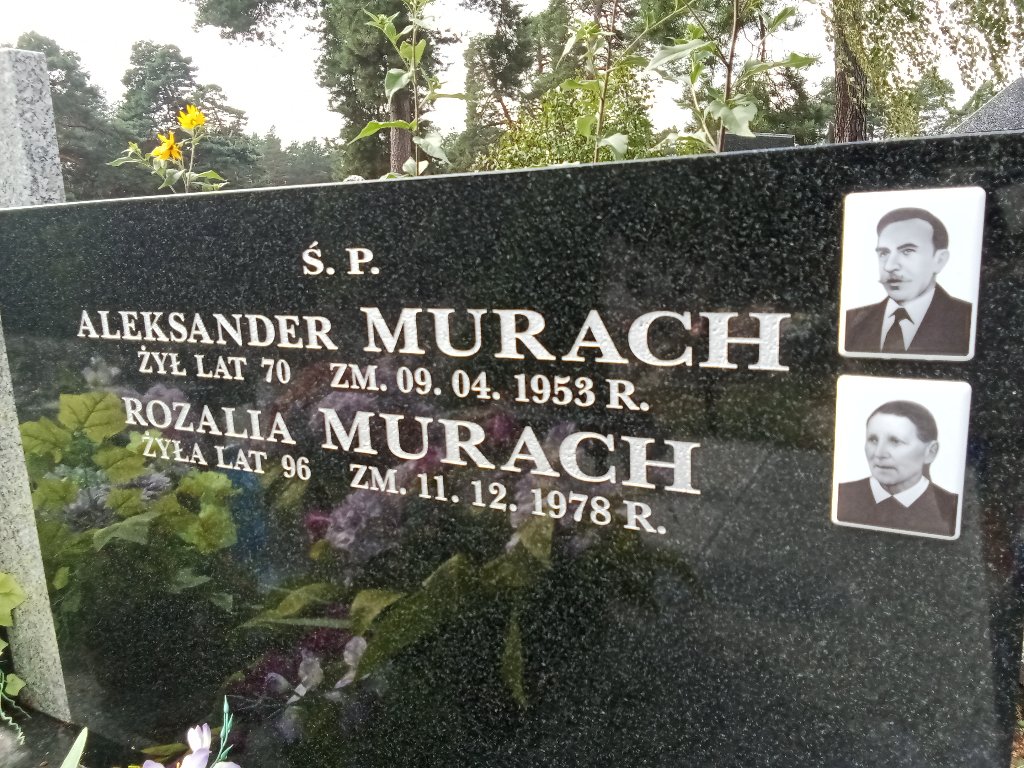 Ś. P.
ALEKSANDER MURACH
ŻYŁ LAT 70 ZM. 09. 04. 1953 R.
ROZALIA MURACH
ŻYŁA LAT 96 ZM. 11. 12. 1978 R.